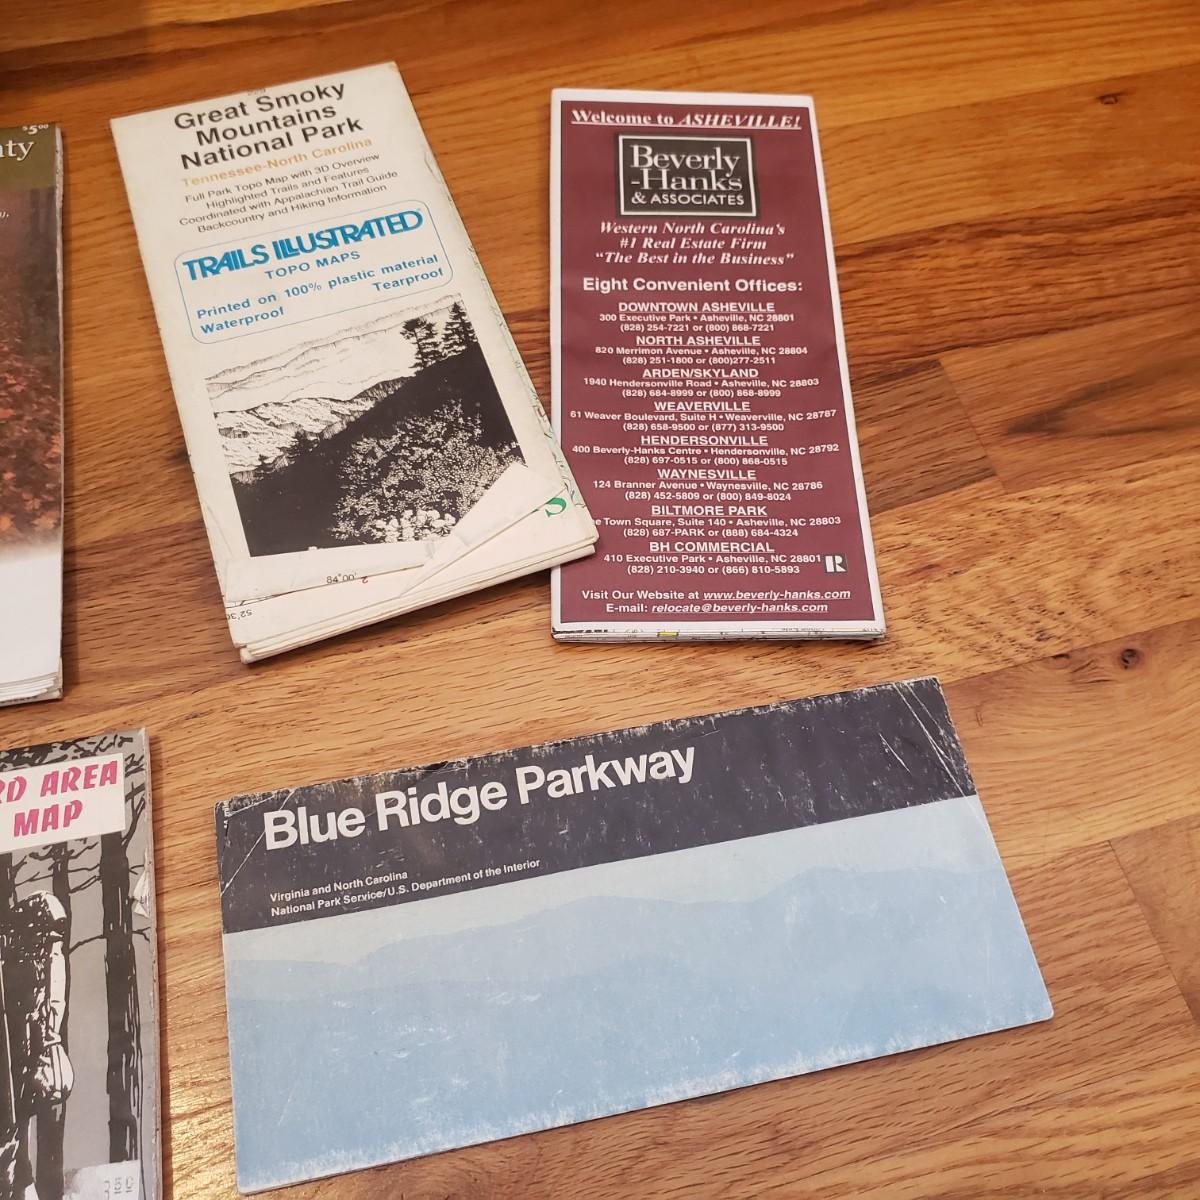 $5.00
Great Smoky
Mountains
National Park
Tennessee-North Carolina
Full Park Topo Map with 3D Overview
Highlighted Trails and Features
Coordinated with Appalachian Trail Guide
Backcountry and Hiking Information
TRAILS ILLUSTRATED
TOPO MAPS
Printed on 100% plastic material
Waterproof Tearproof
84°00'
2
S
Welcome to ASHEVILLE!
Beverly
-Hanks
& ASSOCIATES
Western North Carolina's
#1 Real Estate Firm
"The Best in the Business"
Eight Convenient Offices:
DOWNTOWN ASHEVILLE
300 Executive Park • Asheville, NC 28801
(828) 254-7221 or (800) 868-7221
NORTH ASHEVILLE
820 Merrimon Avenue • Asheville, NC 28804
(828) 251-1800 or (800)277-2511
ARDEN/SKYLAND
1940 Hendersonville Road • Asheville, NC 28803
(828) 684-8999 or (800) 868-8999
WEAVERVILLE
61 Weaver Boulevard, Suite H • Weaverville, NC 28787
(828) 658-9500 or (877) 313-9500
HENDERSONVILLE
400 Beverly-Hanks Centre • Hendersonville, NC 28792
(828) 697-0515 or (800) 868-0515
WAYNESVILLE
124 Branner Avenue • Waynesville, NC 28786
(828) 452-5809 or (800) 849-8024
BILTMORE PARK
Town Square, Suite 140 • Asheville, NC 28803
(828) 687-PARK or (888) 684-4324
BH COMMERCIAL
410 Executive Park • Asheville, NC 28801
(828) 210-3940 or (866) 810-5893
R
Visit Our Website at www.beverly-hanks.com
E-mail: relocate@beverly-hanks.com
RD AREA
MAP
Blue Ridge Parkway
Virginia and North Carolina
National Park Service/U.S. Department of the Interior